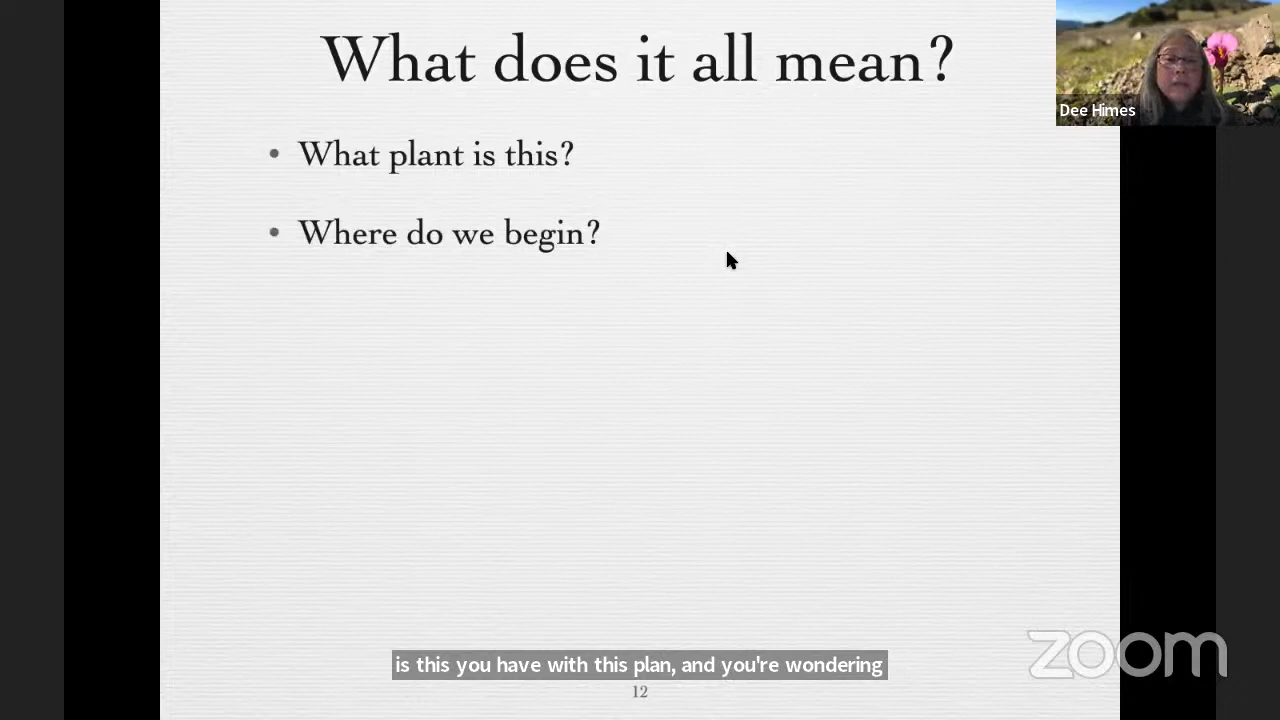 What does it all mean?
Dee Himes
• What plant is this?
• Where do we begin?
is this you have with this plan, and you're wondering
zoom
12